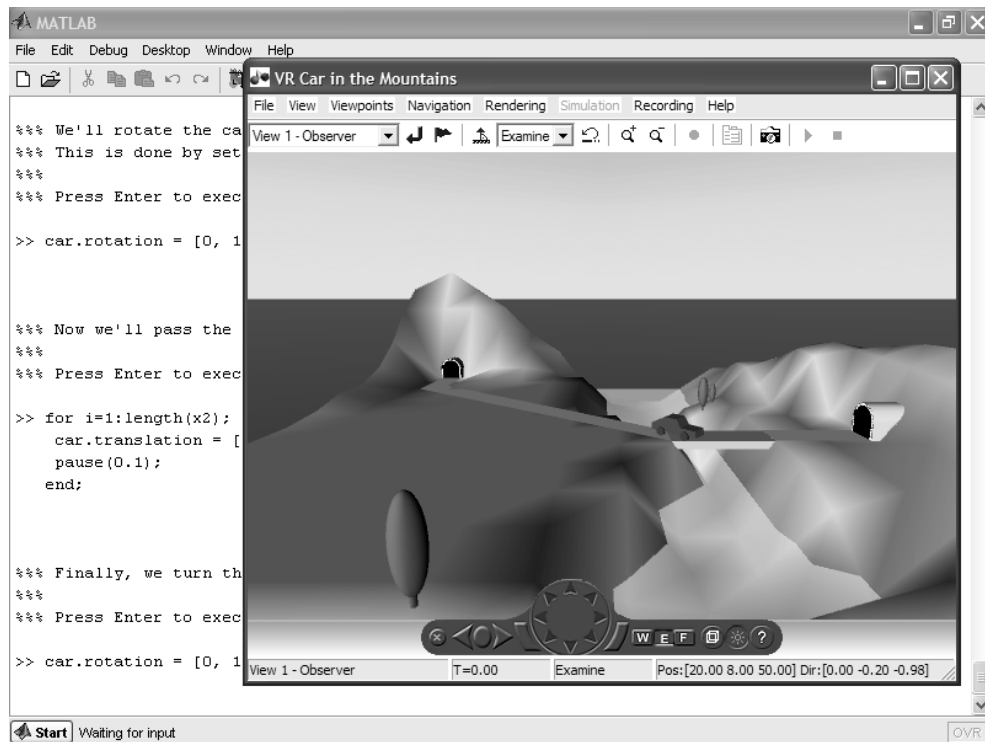 MATLAB
File Edit Debug Desktop Window Help
%%% We'll rotate the ca
%%% This is done by set
%%%
%%% Press Enter to exec
>> car.rotation = [0, 1
%%% Now we'll pass the
%%%
%%% Press Enter to exec
>> for i=1:length(x2);
car.translation = [
pause(0.1);
end;
%%% Finally, we turn th
%%%
%%% Press Enter to exec
>> car.rotation = [0, 1
VR Car in the Mountains
File View Viewpoints Navigation Rendering Simulation Recording Help
View 1 - Observer Examine
W E F ?
View 1 - Observer T=0.00 Examine Pos:[20.00 8.00 50.00] Dir:[0.00 -0.20 -0.98]
Start Waiting for input OVR